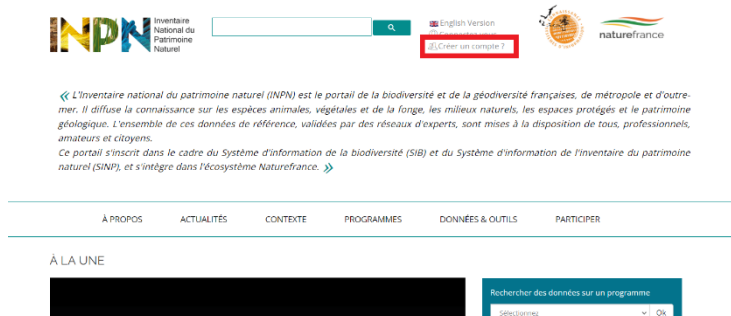 INPN
Inventaire
National du
Patrimoine
Naturel
English Version
Connectez-vous
Créer un compte ?
naturefrance
« L'Inventaire national du patrimoine naturel (INPN) est le portail de la biodiversité et de la géodiversité françaises, de métropole et d'outre-
mer. Il diffuse la connaissance sur les espèces animales, végétales et de la fonge, les milieux naturels, les espaces protégés et le patrimoine
géologique. L'ensemble de ces données de référence, validées par des réseaux d'experts, sont mises à la disposition de tous, professionnels,
amateurs et citoyens.
Ce portail s'inscrit dans le cadre du Système d'information de la biodiversité (SIB) et du Système d'information de l'inventaire du patrimoine
naturel (SINP), et s'intègre dans l'écosystème Naturefrance. »
À PROPOS ACTUALITÉS CONTEXTE PROGRAMMES DONNÉES & OUTILS PARTICIPER
À LA UNE
Rechercher des données sur un programme
Sélectionnez Ok